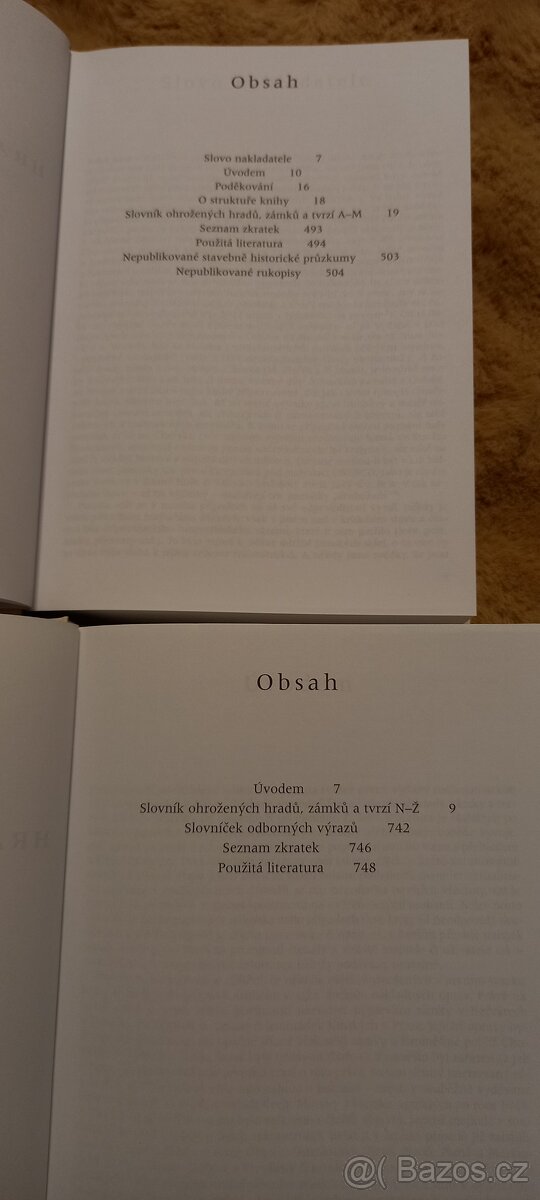 Obsah
Slovo nakladatele 7
Úvodem 10
Poděkování 16
O struktuře knihy 18
Slovník ohrožených hradů, zámků a tvrzí A–M 19
Seznam zkratek 493
Použitá literatura 494
Nepublikované stavebně historické průzkumy 503
Nepublikované rukopisy 504
Obsah
Úvodem 7
Slovník ohrožených hradů, zámků a tvrzí N–Ž 9
Slovníček odborných výrazů 742
Seznam zkratek 746
Použitá literatura 748
Bazos.cz